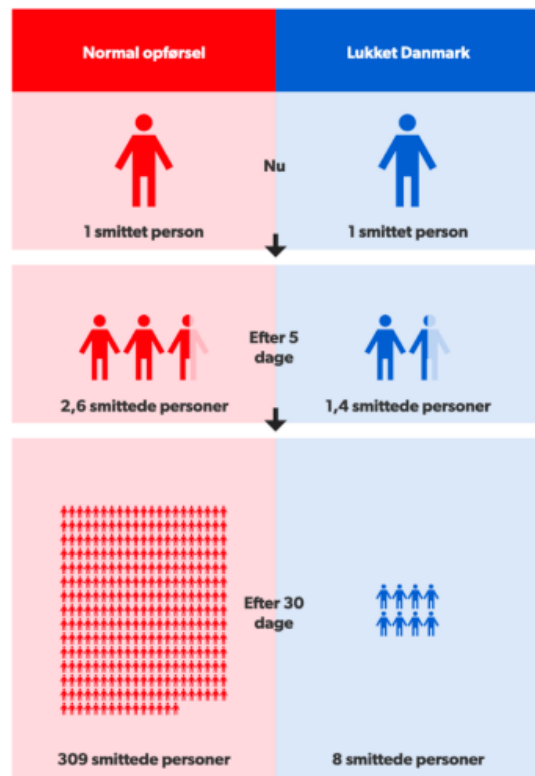 Normal opførsel
Lukket Danmark
Nu
1 smittet person
1 smittet person
Efter 5
dage
2,6 smittede personer
1,4 smittede personer
Efter 30
dage
309 smittede personer
8 smittede personer